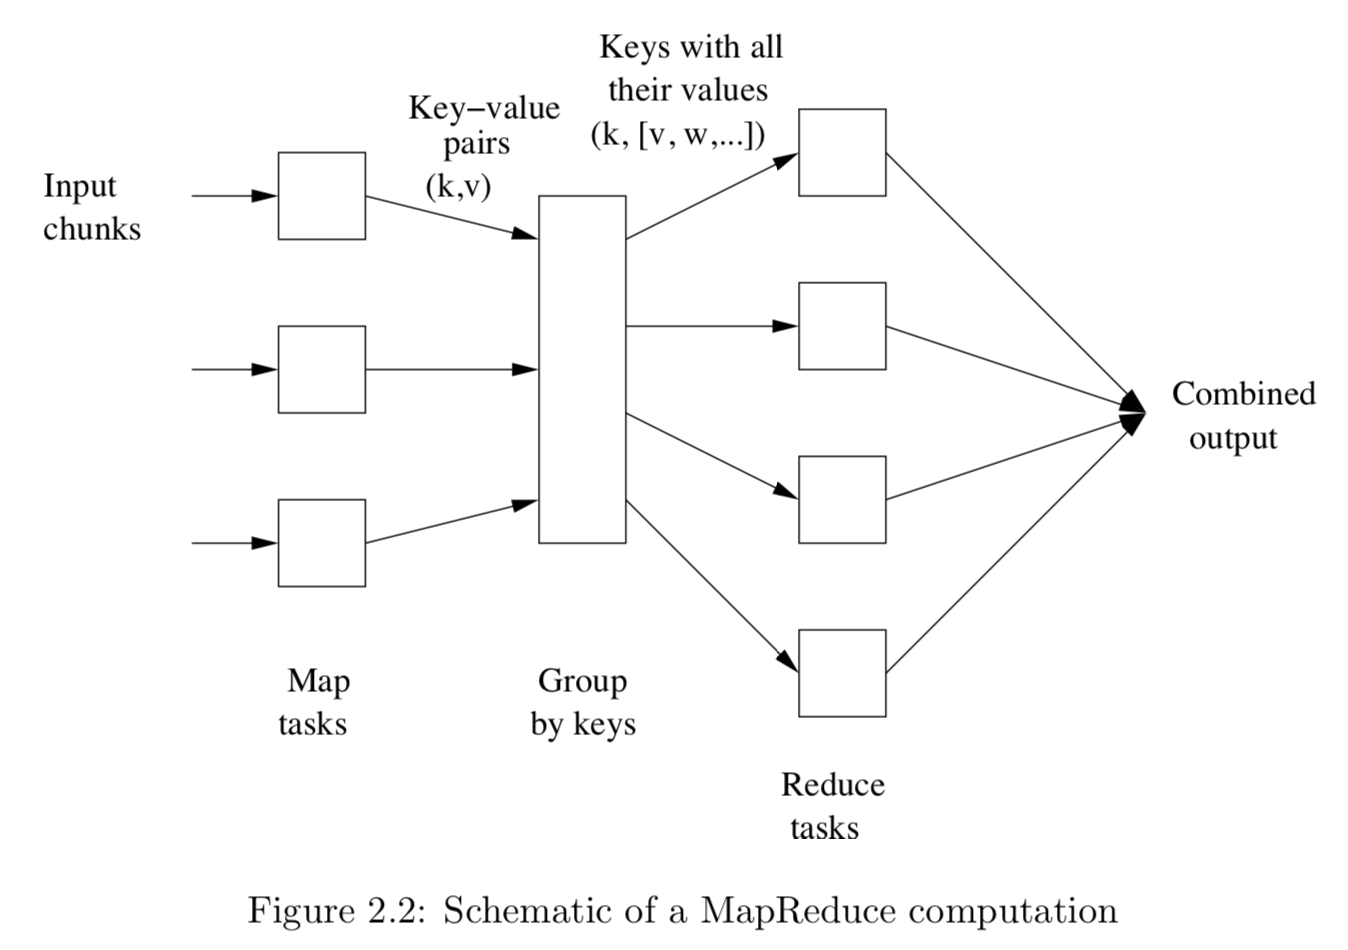 Input
chunks
Key−value
pairs
(k,v)
Keys with all
their values
(k, [v, w,...])
Combined
output
Map
tasks
Group
by keys
Reduce
tasks
Figure 2.2: Schematic of a MapReduce computation